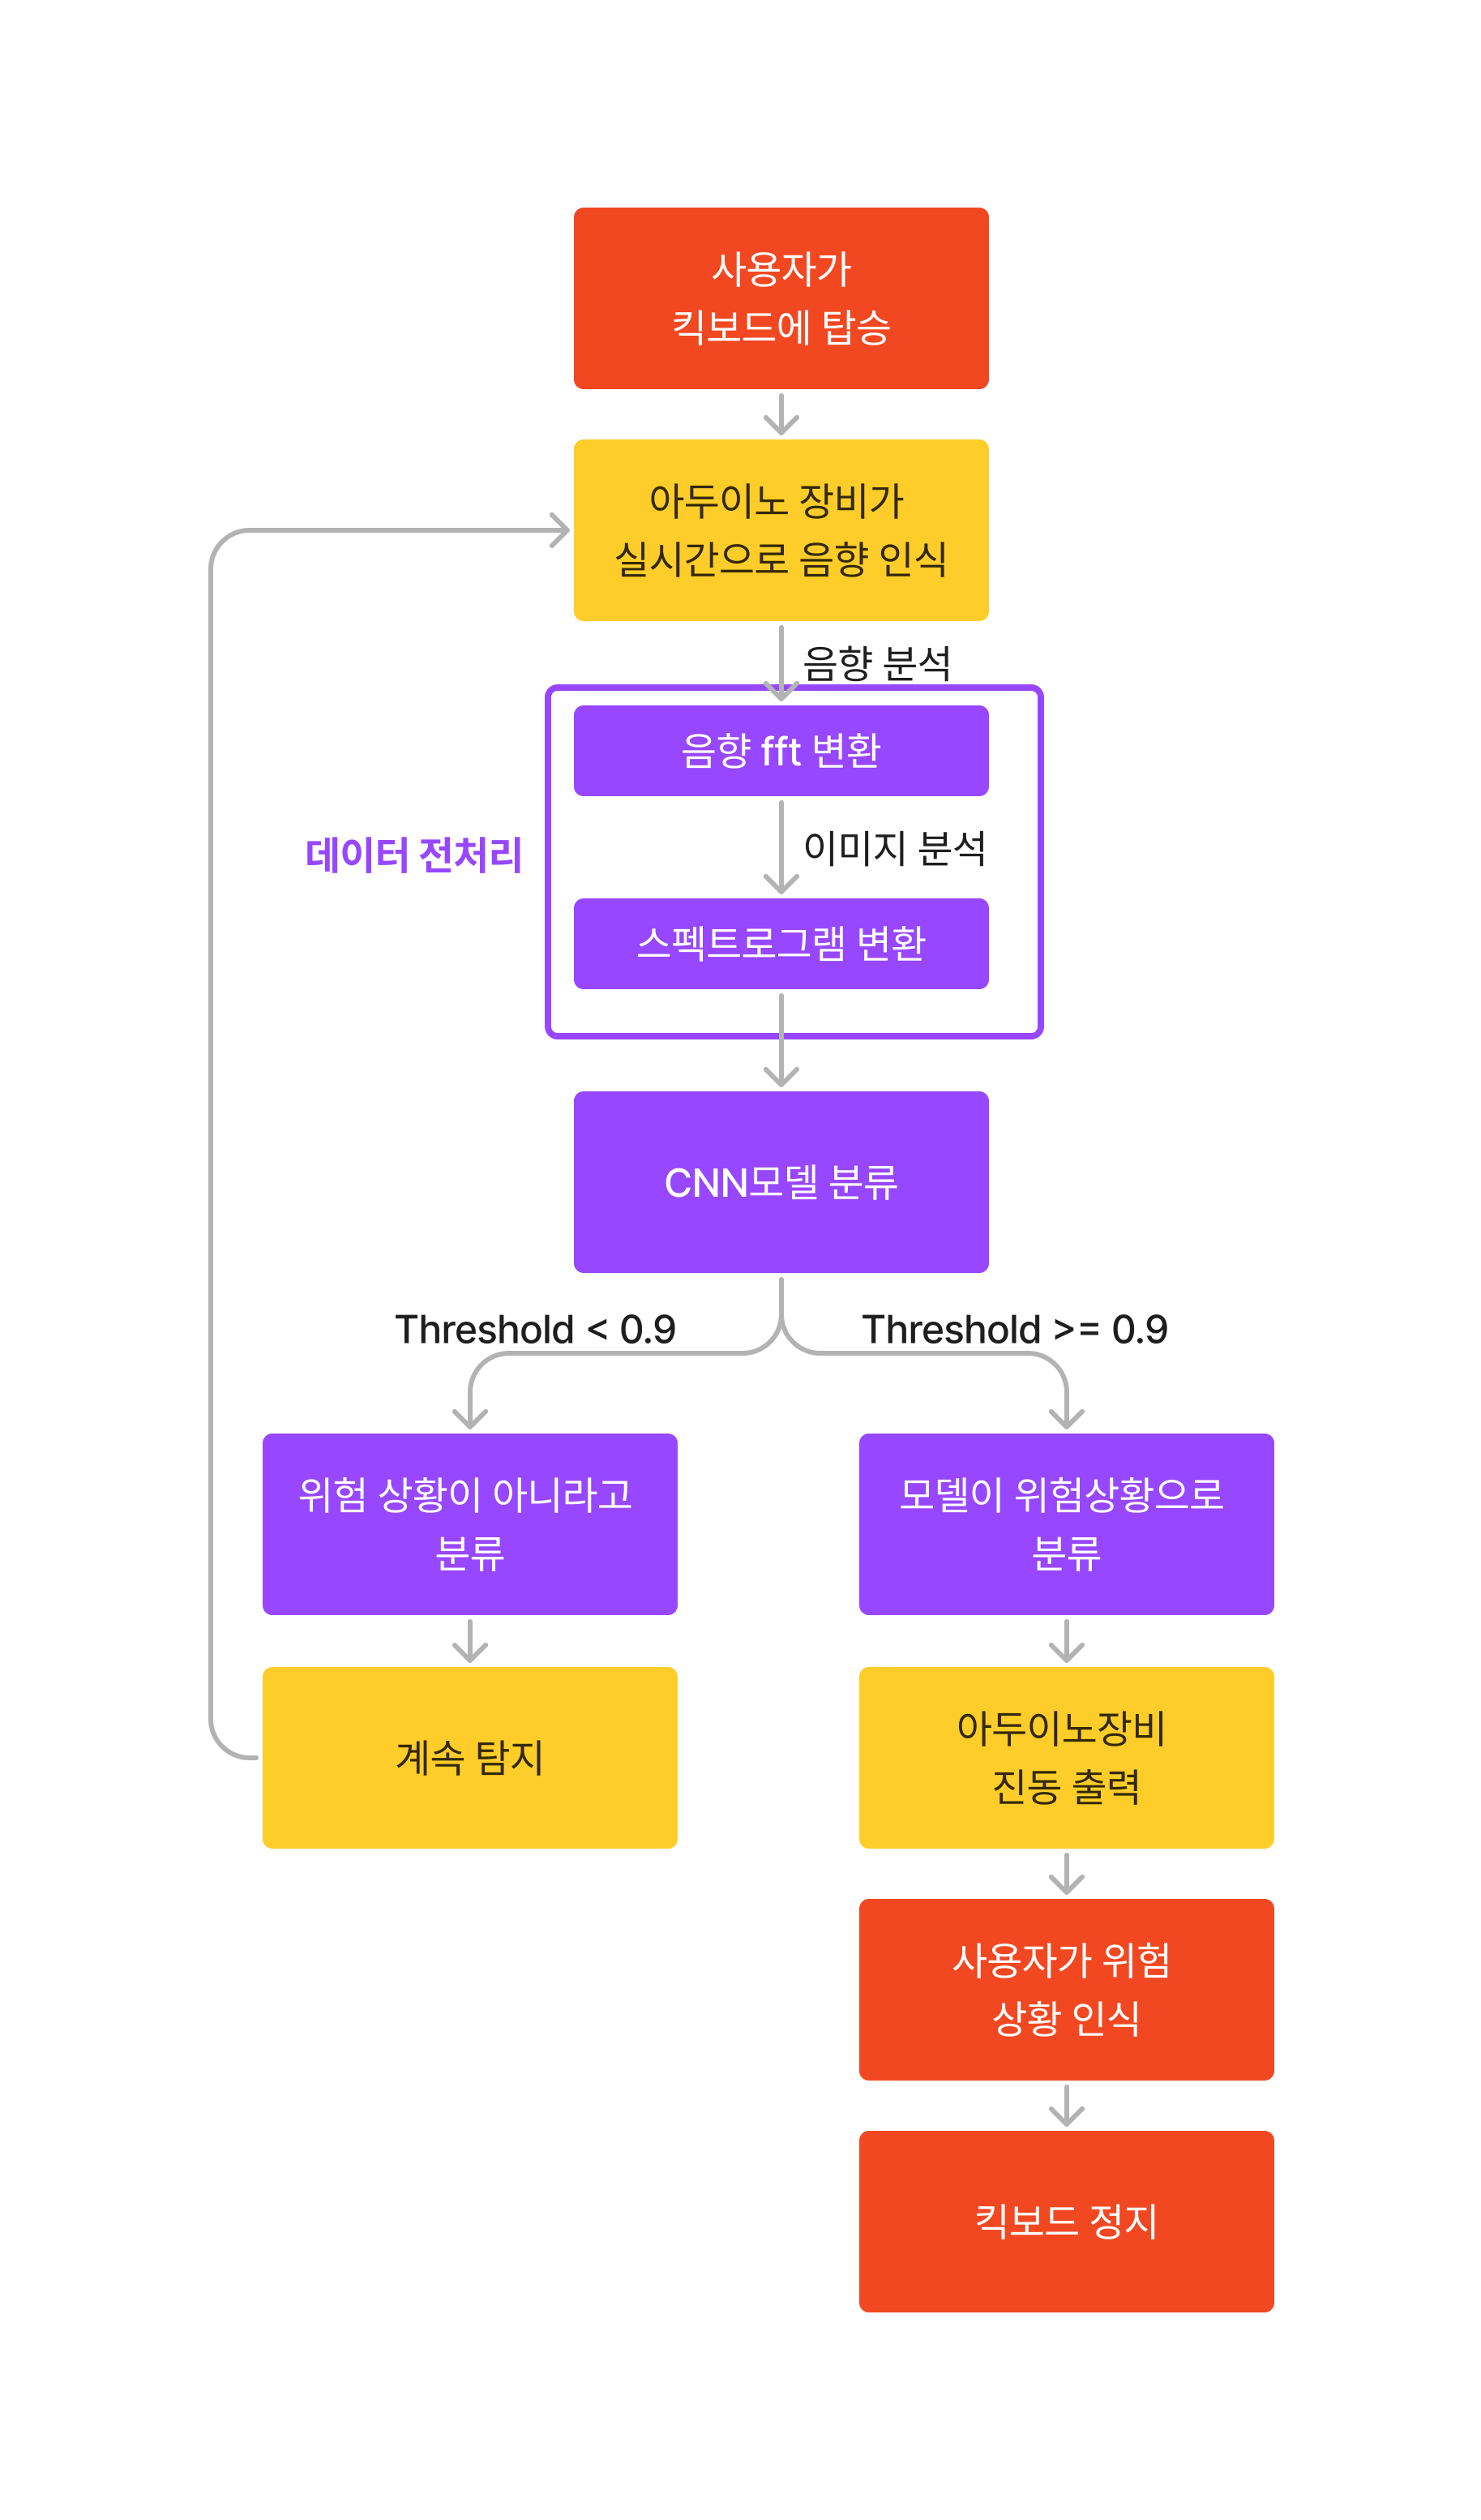 사용자가
킥보드에 탑승
아두이노 장비가
실시간으로 음향 인식
음향 분석
음향 fft 변환
이미지 분석
데이터 전처리
스펙트로그램 변환
CNN모델 분류
Threshold < 0.9
Threshold >= 0.9
위험 상황이 아니라고
분류
모델이 위험상황으로
분류
계속 탐지
아두이노장비
진동 출력
사용자가 위험
상황 인식
킥보드 정지